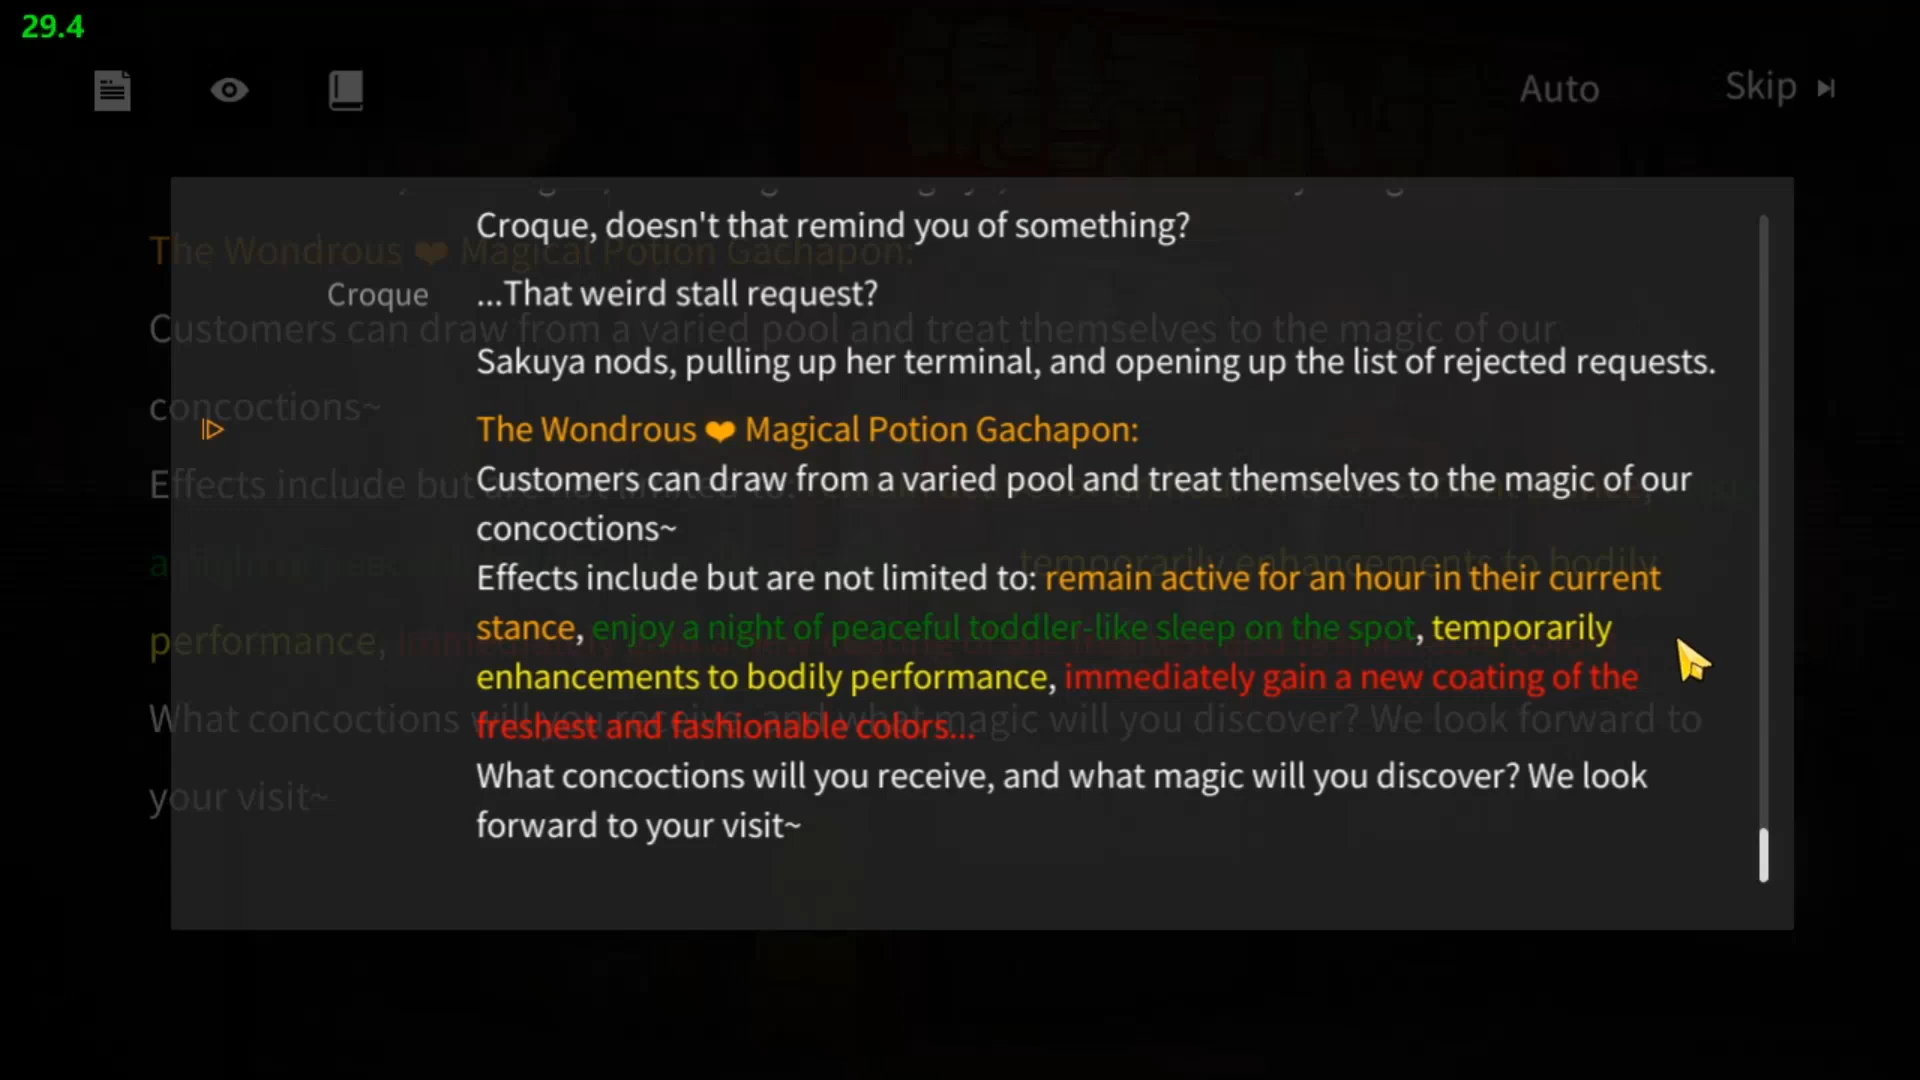 29.4
Auto
Skip
Croque, doesn't that remind you of something?
Croque
...That weird stall request?
Sakuya nods, pulling up her terminal, and opening up the list of rejected requests.
The Wondrous ❤ Magical Potion Gachapon:
Customers can draw from a varied pool and treat themselves to the magic of our
concoctions~
Effects include but are not limited to: remain active for an hour in their current
stance, enjoy a night of peaceful toddler-like sleep on the spot, temporarily
enhancements to bodily performance, immediately gain a new coating of the
freshest and fashionable colors...
What concoctions will you receive, and what magic will you discover? We look
forward to your visit~